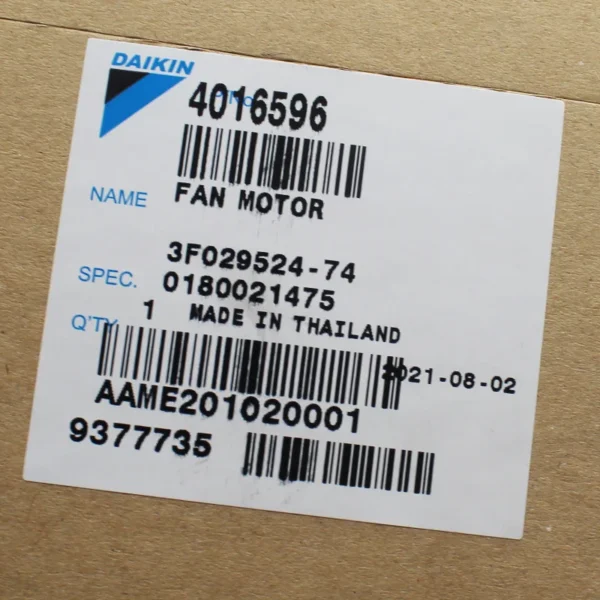 DAIKIN
P/No.
4016596
NAME FAN MOTOR
3F029524-74
SPEC. 0180021475
Q'TY 1 MADE IN THAILAND
2021-08-02
AAME201020001
9377735